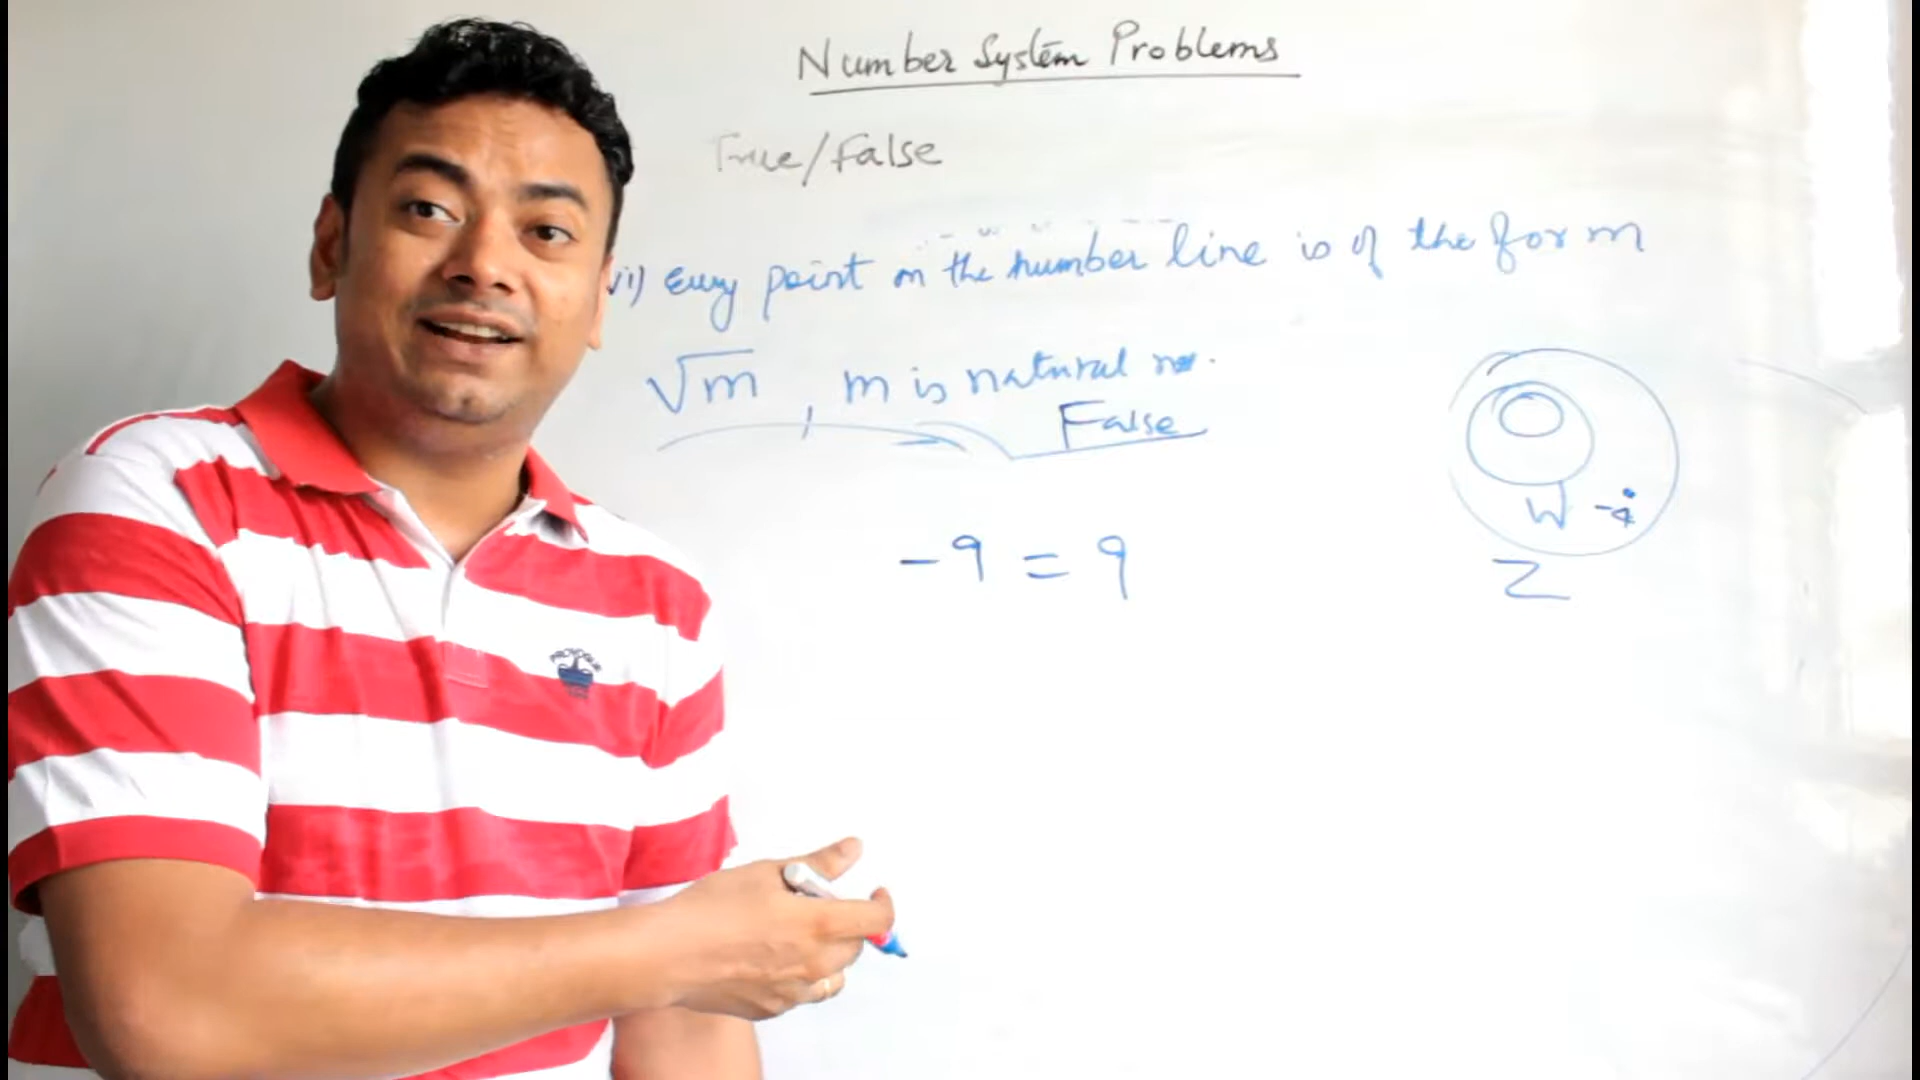 Number System Problems
True/False
vi) Every point on the number line is of the form
√m , m is natural no.
False
-9 = 9
W -4
Z
PROVOGUE